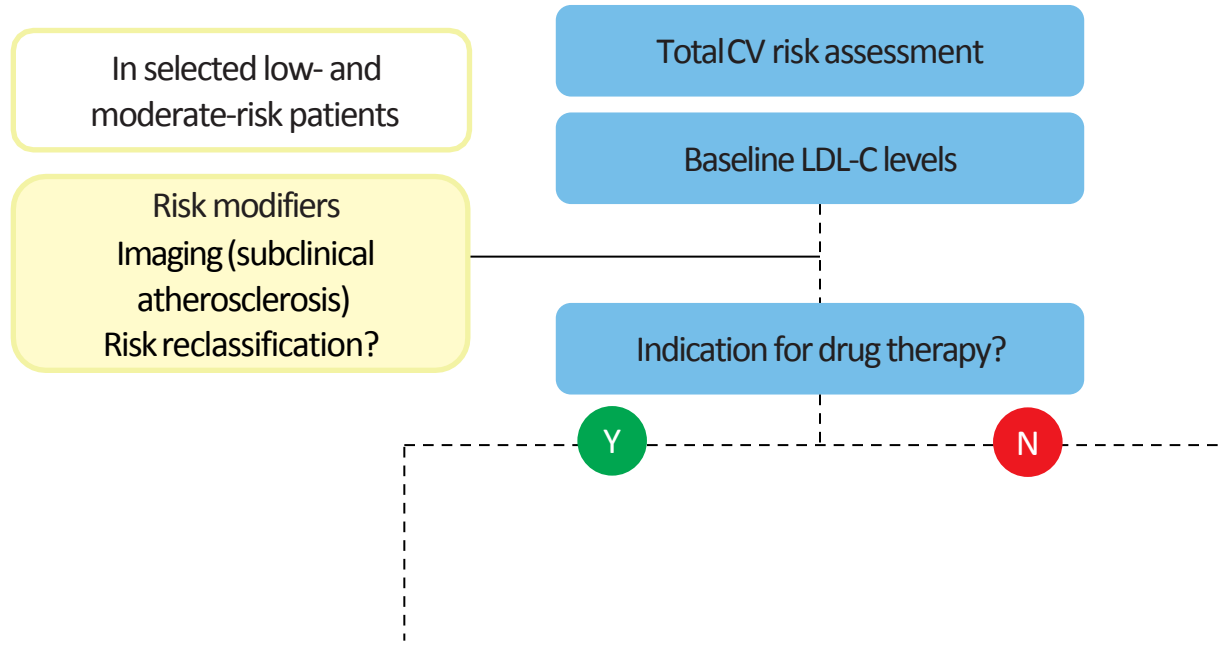 In selected low- and
moderate-risk patients
Risk modifiers
Imaging (subclinical
atherosclerosis)
Risk reclassification?
Total CV risk assessment
Baseline LDL-C levels
Indication for drug therapy?
Y
N